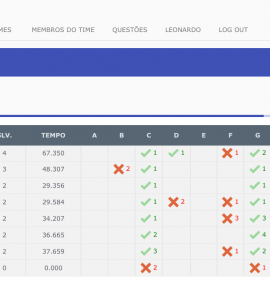 MES MEMBROS DO TIME QUESTÕES LEONARDO LOG OUT
SLV. TEMPO A B C D E F G
4 67.350 1 1 1 2
3 48.307 2 1 1
2 29.356 1 1
2 29.584 1 2 1 1
2 34.207 1 3 3
2 36.665 2 4
2 37.659 3 1 2
0 0.000 2 1